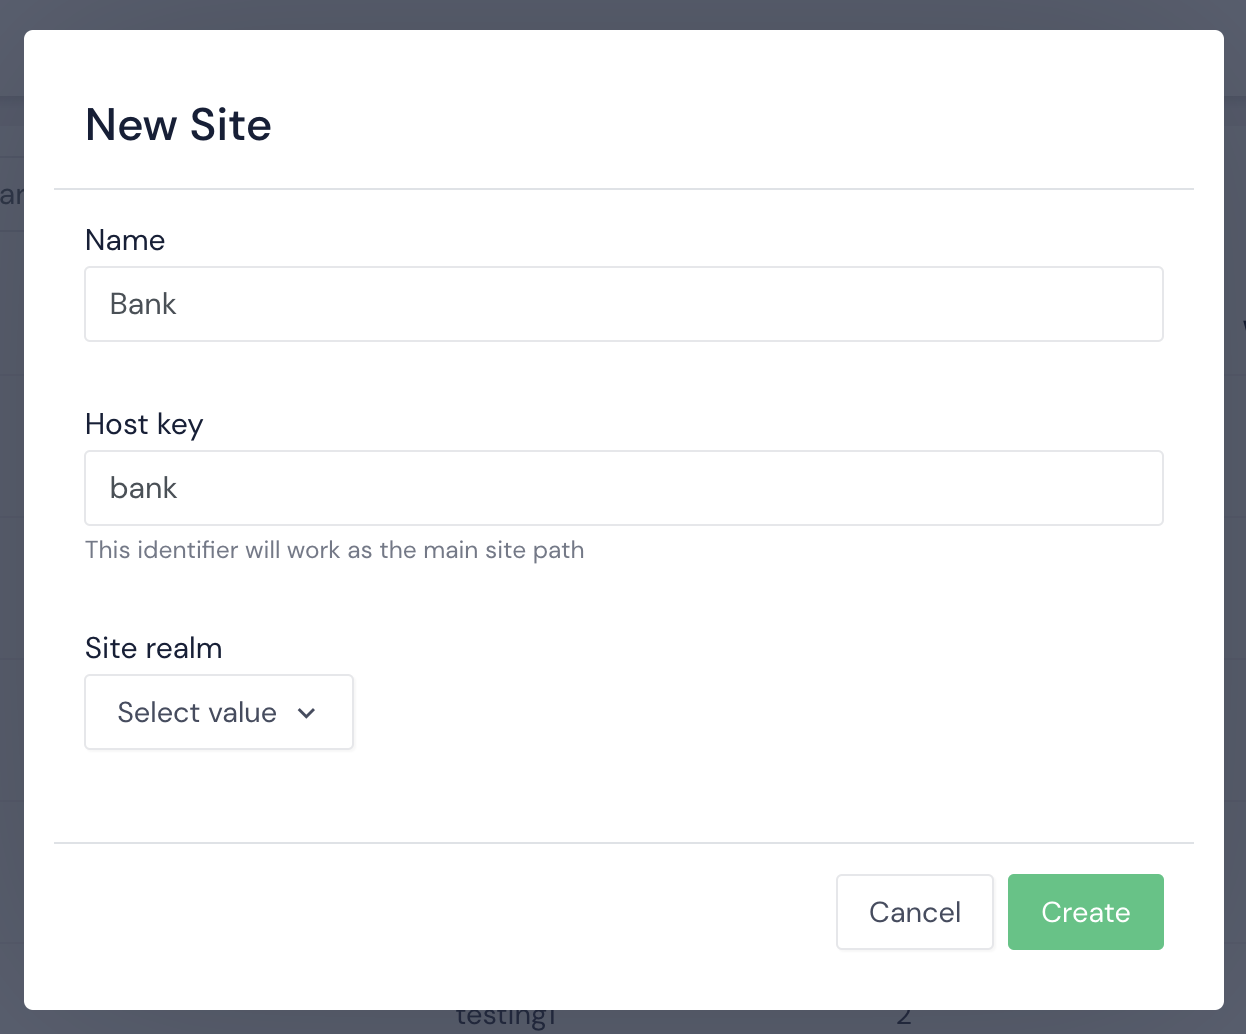 New Site
Name
Bank
Host key
bank
This identifier will work as the main site path
Site realm
Select value
Cancel
Create
testing1
2